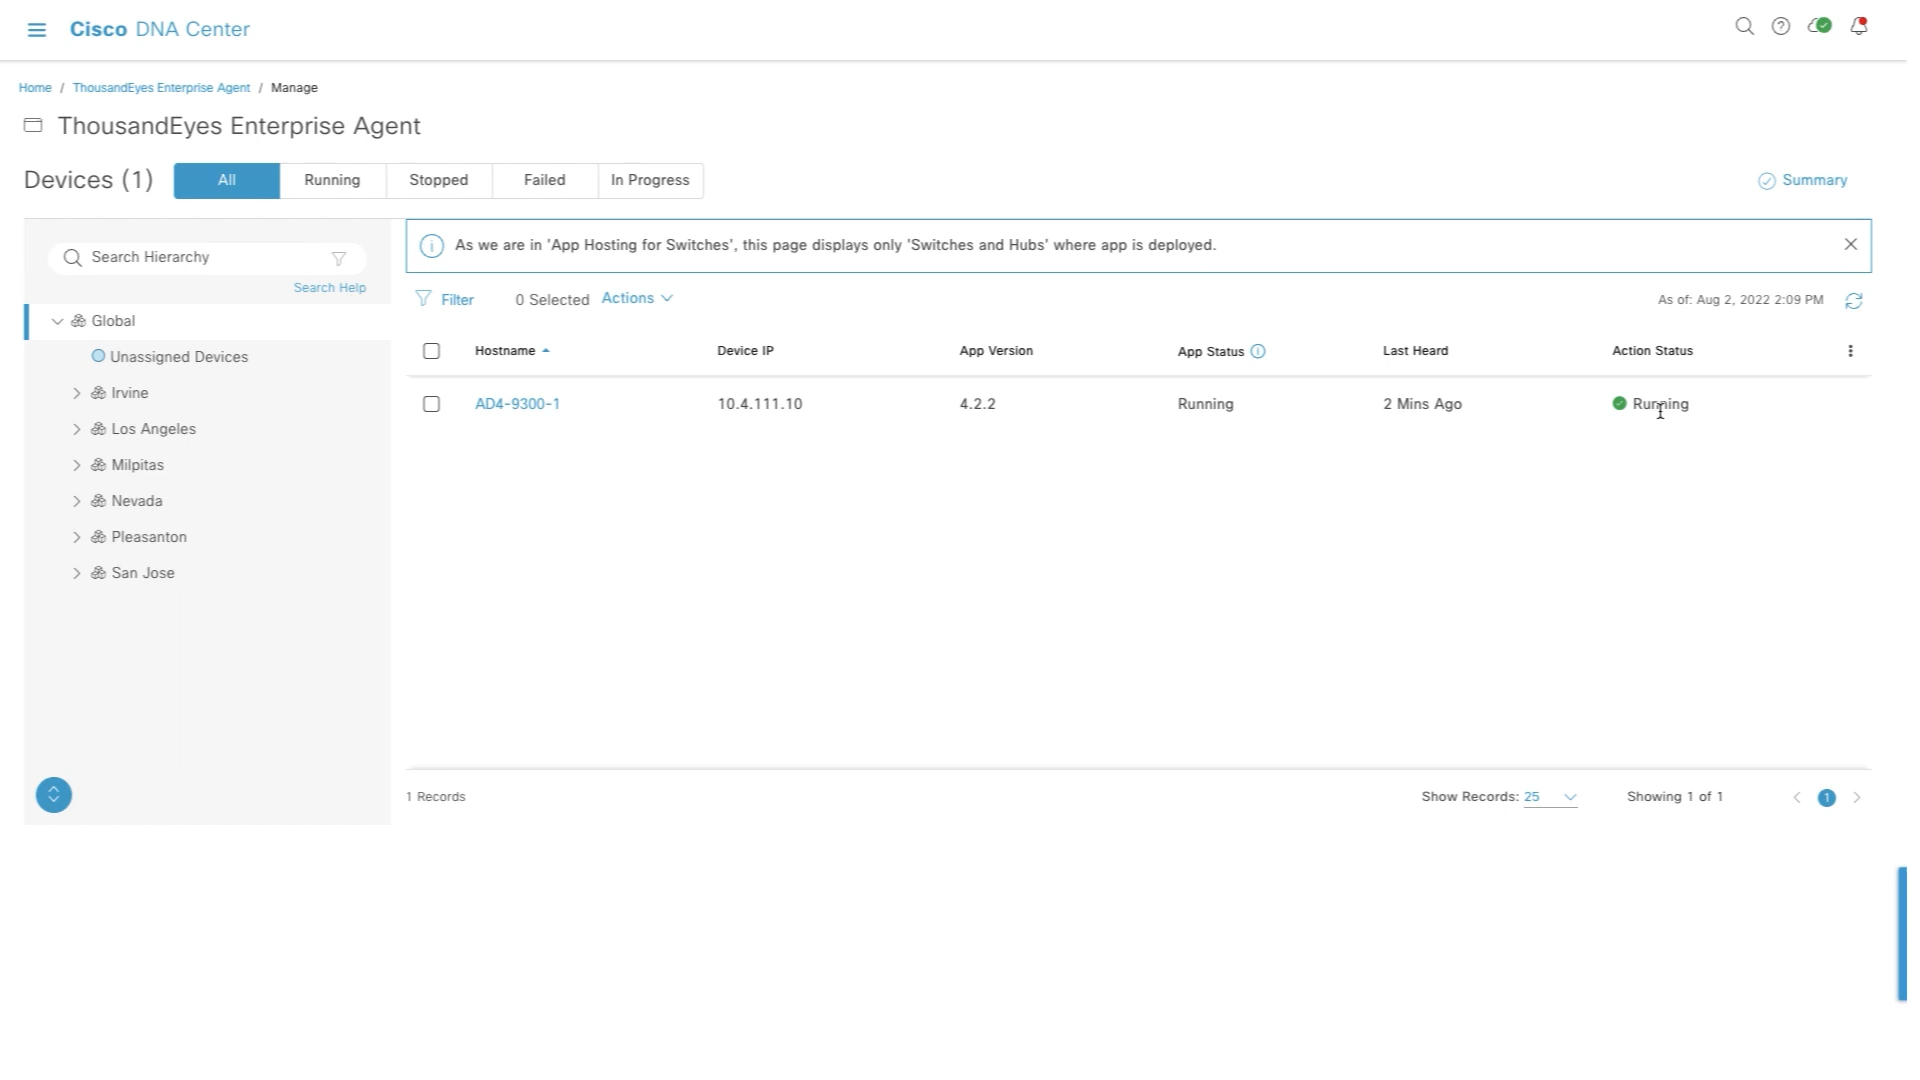 Cisco DNA Center
Home / ThousandEyes Enterprise Agent / Manage
ThousandEyes Enterprise Agent
Devices (1) All Running Stopped Failed In Progress Summary
Search Hierarchy
Search Help
Global
Unassigned Devices
Irvine
Los Angeles
Milpitas
Nevada
Pleasanton
San Jose
As we are in 'App Hosting for Switches', this page displays only 'Switches and Hubs' where app is deployed.
Filter 0 Selected Actions As of: Aug 2, 2022 2:09 PM
Hostname Device IP App Version App Status Last Heard Action Status
AD4-9300-1 10.4.111.10 4.2.2 Running 2 Mins Ago Running
1 Records Show Records: 25 Showing 1 of 1 1